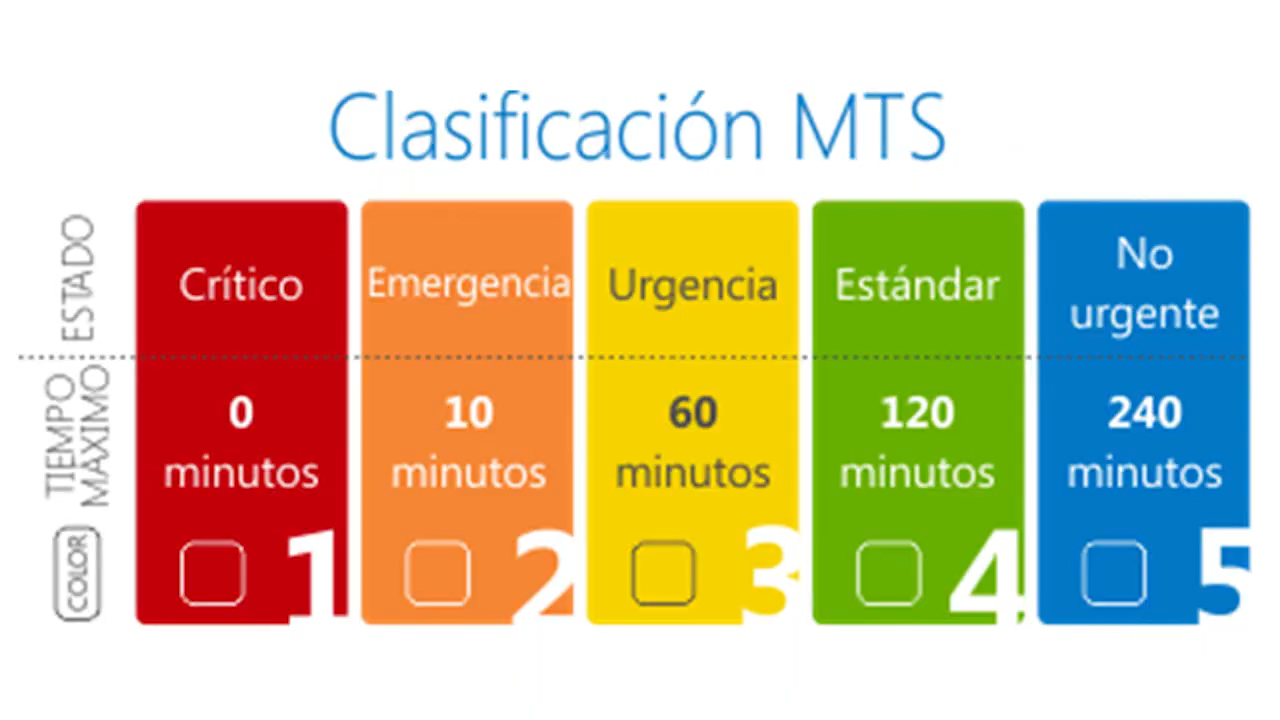 Clasificación MTS
ESTADO
Crítico
Emergencia
Urgencia
Estándar
No
urgente
TIEMPO
MÁXIMO
0
minutos
10
minutos
60
minutos
120
minutos
240
minutos
COLOR
1
2
3
4
5